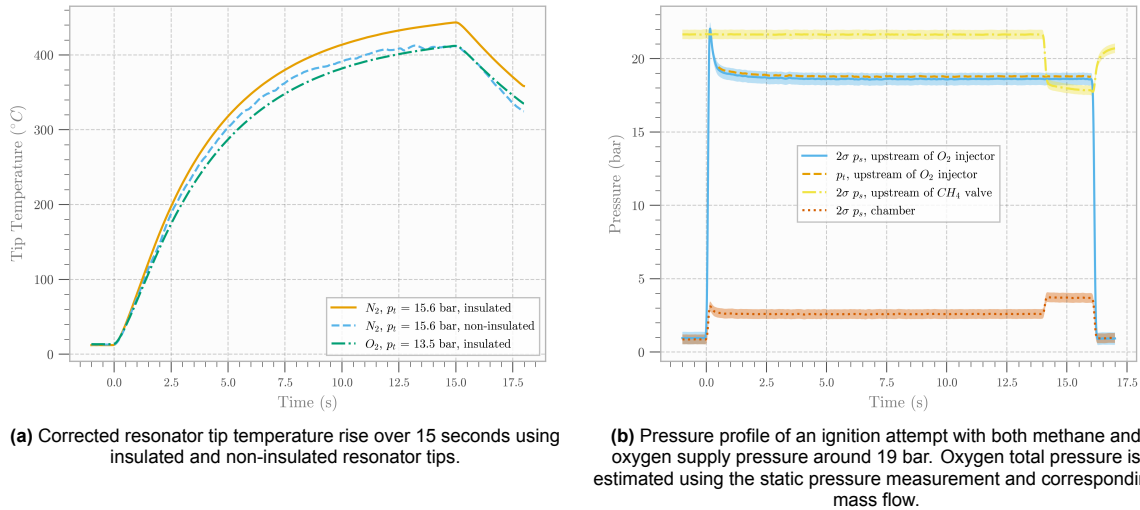 400
300
200
100
0
Tip Temperature (°C)
N₂, pₜ = 15.6 bar, insulated
N₂, pₜ = 15.6 bar, non-insulated
O₂, pₜ = 13.5 bar, insulated
0.0 2.5 5.0 7.5 10.0 12.5 15.0 17.5
Time (s)
(a) Corrected resonator tip temperature rise over 15 seconds using
insulated and non-insulated resonator tips.
20
15
10
5
0
Pressure (bar)
2σ pₛ, upstream of O₂ injector
pₜ, upstream of O₂ injector
2σ pₛ, upstream of CH₄ valve
2σ pₛ, chamber
0.0 2.5 5.0 7.5 10.0 12.5 15.0 17.5
Time (s)
(b) Pressure profile of an ignition attempt with both methane and
oxygen supply pressure around 19 bar. Oxygen total pressure is
estimated using the static pressure measurement and correspondin
mass flow.